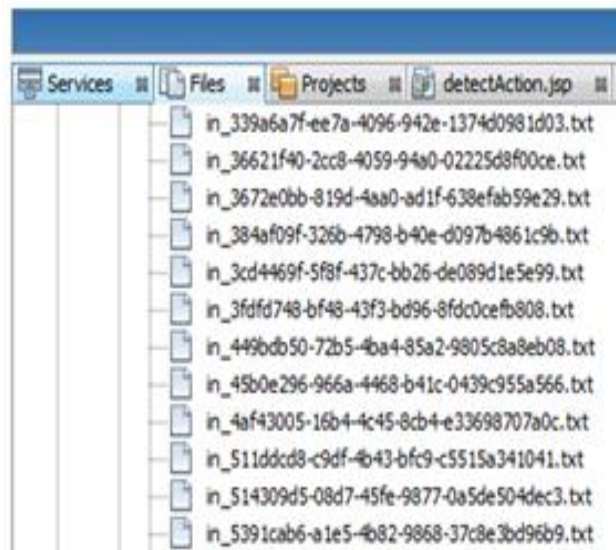 Services Files Projects detectAction.jsp
in_339a6a7f-ee7a-4096-942e-1374d0981d03.txt
in_36621f40-2cc8-4059-94a0-02225d8f00ce.txt
in_3672e0bb-819d-4aa0-ad1f-638efab59e29.txt
in_384af09f-326b-4798-b40e-d097b4861c9b.txt
in_3cd4469f-5f8f-437c-bb26-de089d1e5e99.txt
in_3fdfd748-bf48-43f3-bd96-8fdc0cefb808.txt
in_449bdb50-72b5-4ba4-85a2-9805c8a8eb08.txt
in_45b0e296-966a-4468-b41c-0439c955a566.txt
in_4af43005-16b4-4c45-8cb4-e33698707a0c.txt
in_511ddcd8-c9df-4b43-bfc9-c5515a341041.txt
in_514309d5-08d7-45fe-9877-0a5de504dec3.txt
in_5391cab6-a1e5-4b82-9868-37c8e3bd96b9.txt